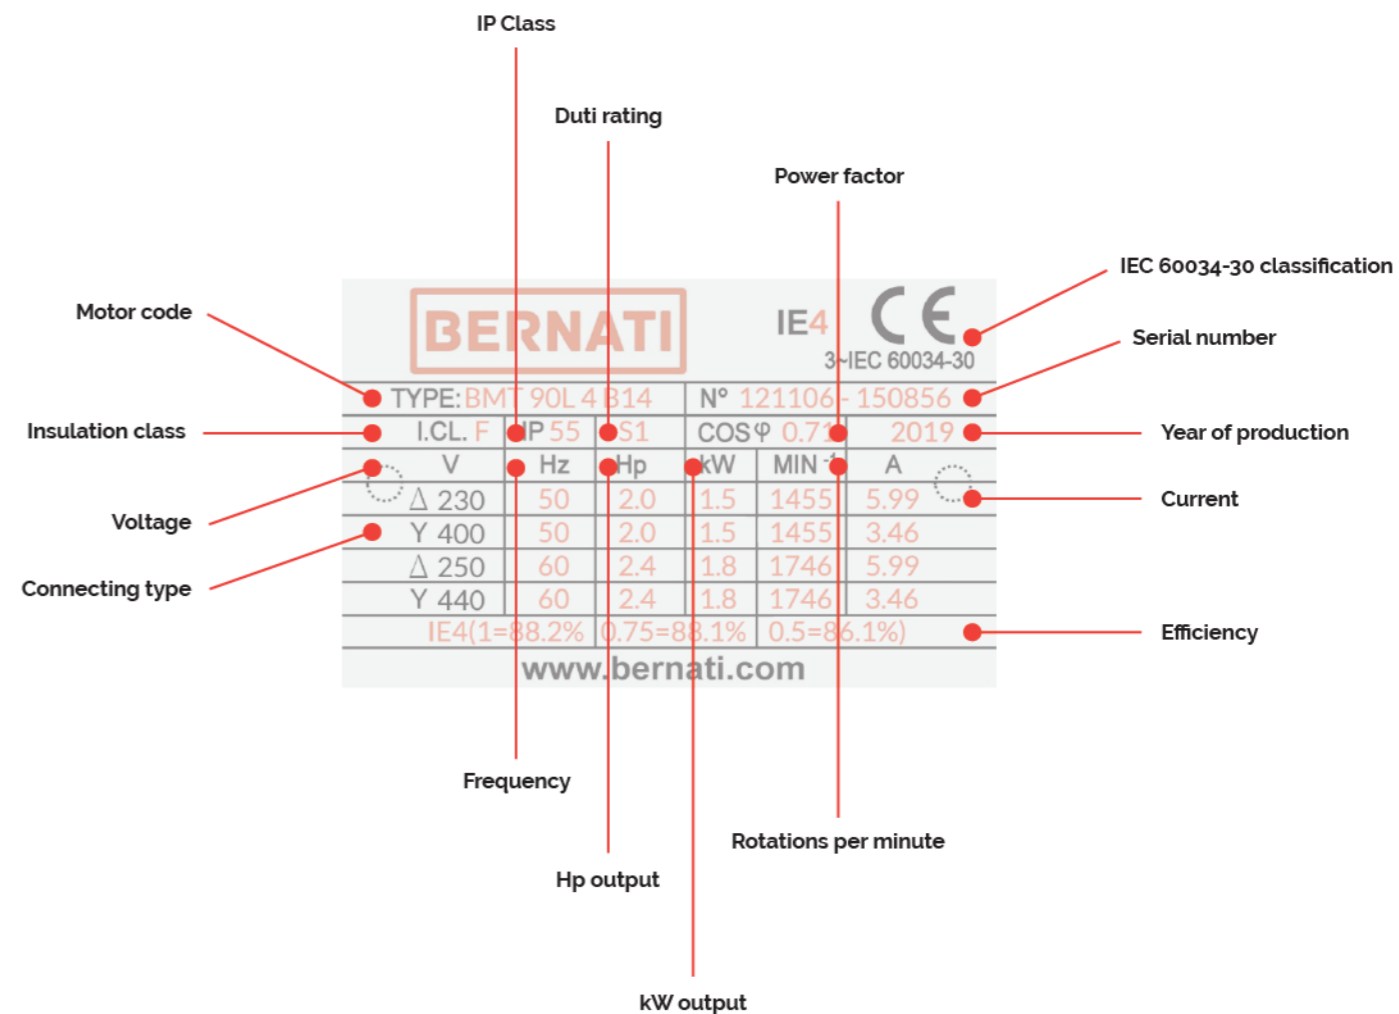 IP Class
Duti rating
Power factor
IEC 60034-30 classification
Motor code
Serial number
Insulation class
Year of production
Voltage
Current
Connecting type
Efficiency
BERNATI
IE4 CE
3~IEC 60034-30
TYPE: BMT 90L 4 B14 N° 121106 - 150856
I.CL. F IP 55 S1 COSφ 0.71 2019
V Hz Hp kW MIN -1 A
Δ 230 50 2.0 1.5 1455 5.99
Y 400 50 2.0 1.5 1455 3.46
Δ 250 60 2.4 1.8 1746 5.99
Y 440 60 2.4 1.8 1746 3.46
IE4(1=88.2% 0.75=88.1% 0.5=86.1%)
www.bernati.com
Frequency
Rotations per minute
Hp output
kW output